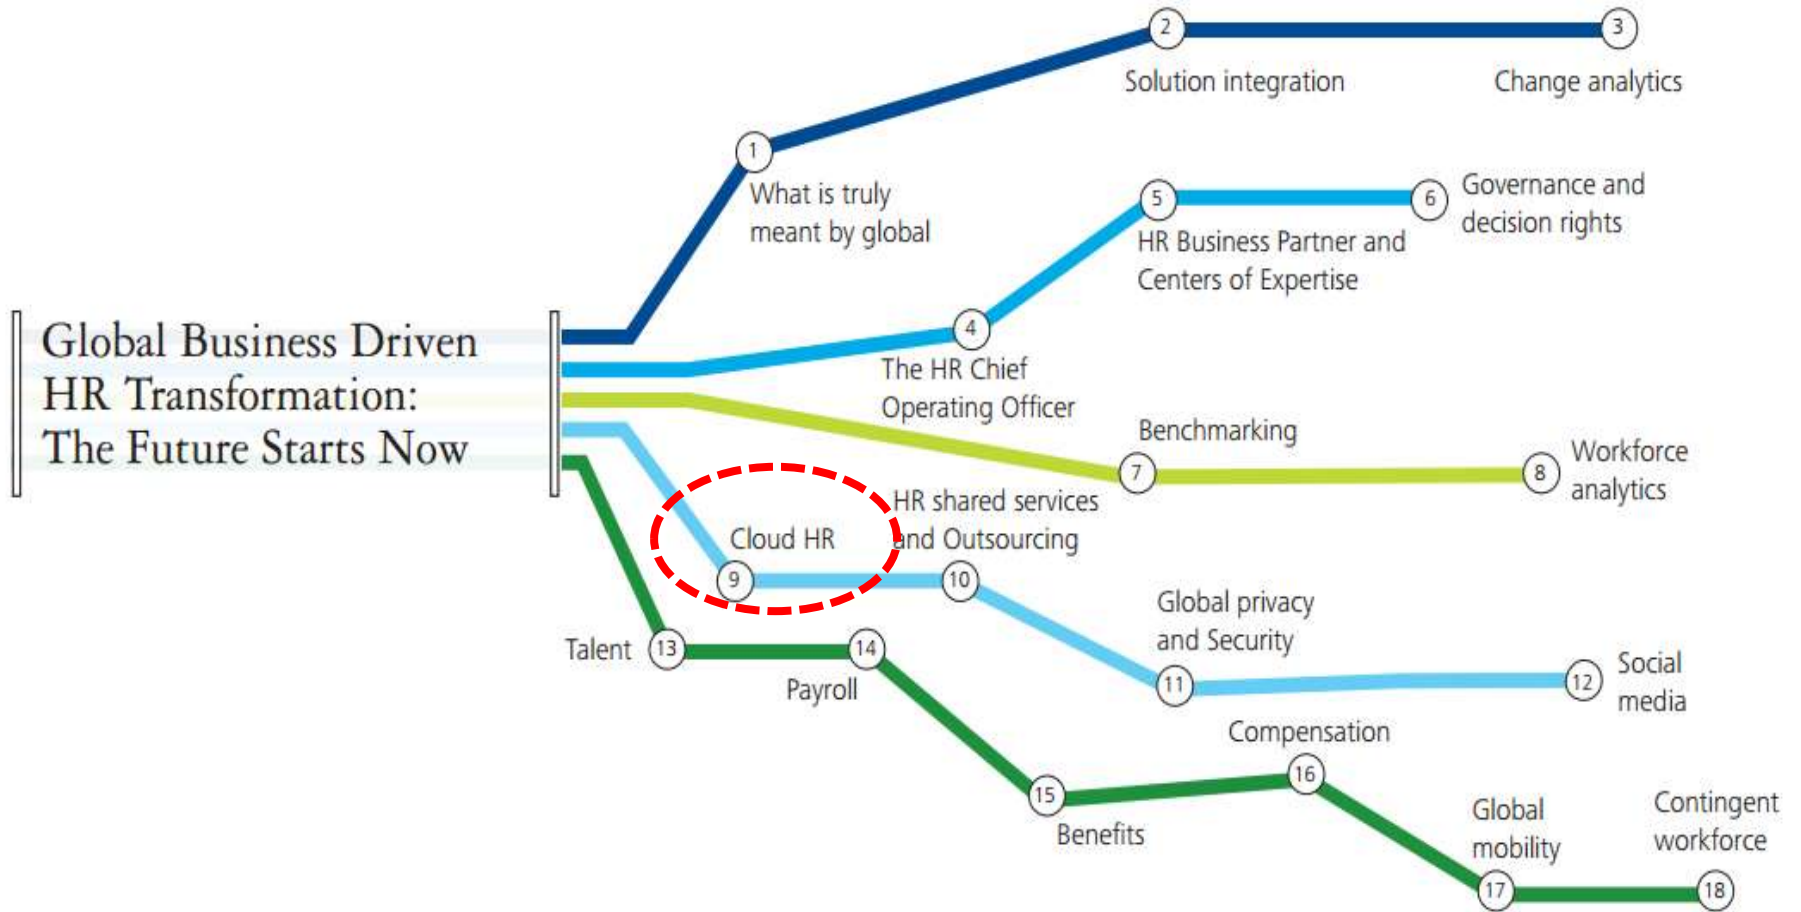 Global Business Driven
HR Transformation:
The Future Starts Now
1
What is truly
meant by global
2
Solution integration
3
Change analytics
4
The HR Chief
Operating Officer
5
HR Business Partner and
Centers of Expertise
6
Governance and
decision rights
7
Benchmarking
8
Workforce
analytics
9
Cloud HR
10
HR shared services
and Outsourcing
11
Global privacy
and Security
12
Social
media
13
Talent
14
Payroll
15
Benefits
16
Compensation
17
Global
mobility
18
Contingent
workforce